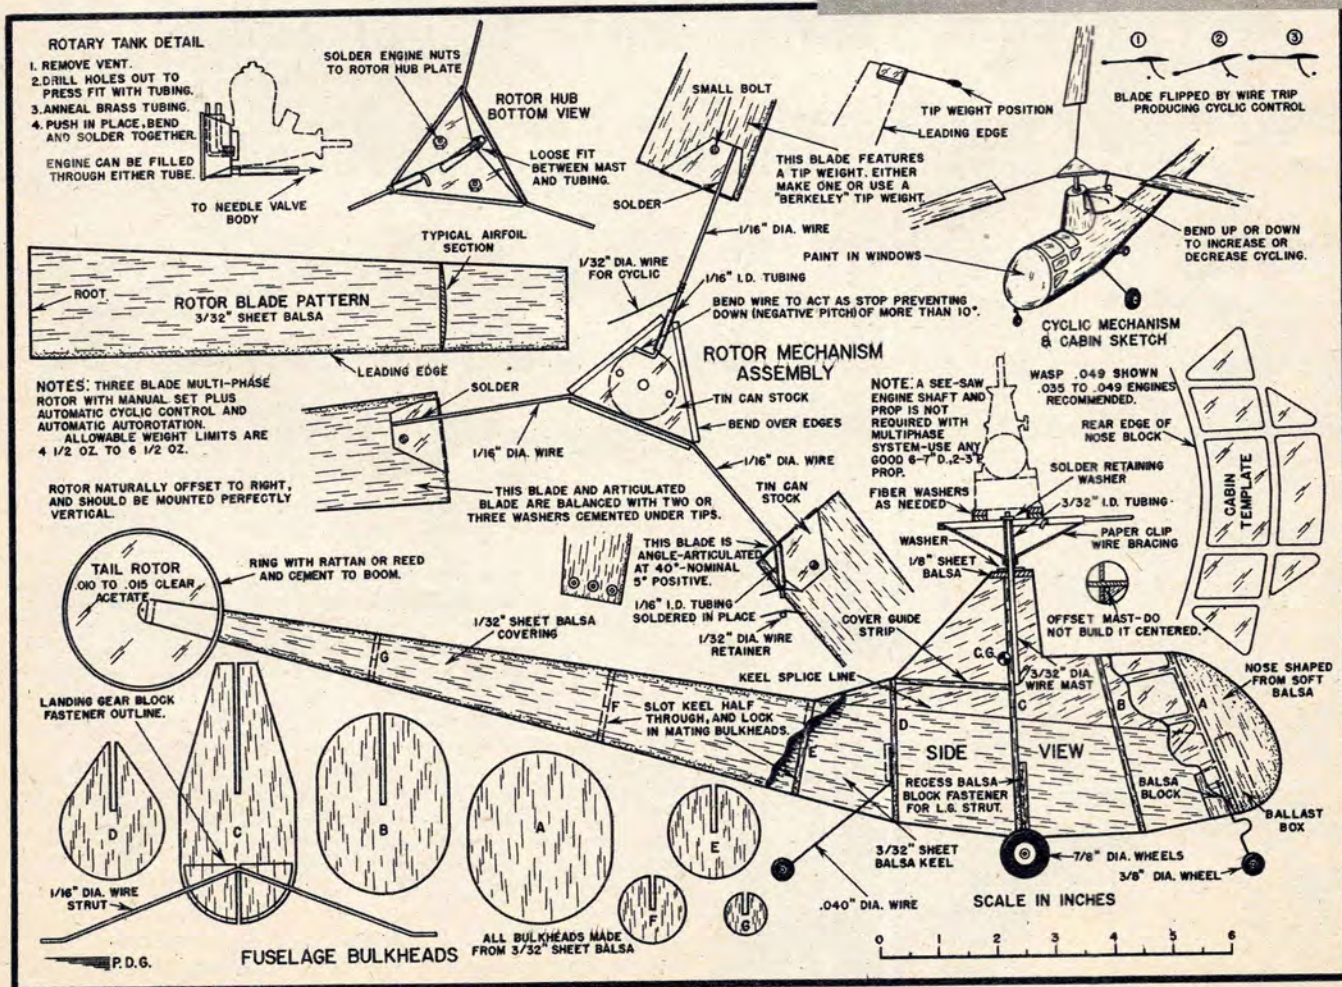 ROTARY TANK DETAIL
1. REMOVE VENT.
2. DRILL HOLES OUT TO
PRESS FIT WITH TUBING.
3. ANNEAL BRASS TUBING.
4. PUSH IN PLACE, BEND
AND SOLDER TOGETHER.
ENGINE CAN BE FILLED
THROUGH EITHER TUBE.
TO NEEDLE VALVE
BODY
SOLDER ENGINE NUTS
TO ROTOR HUB PLATE
ROTOR HUB
BOTTOM VIEW
LOOSE FIT
BETWEEN MAST
AND TUBING.
SMALL BOLT
SOLDER
TIP WEIGHT POSITION
LEADING EDGE
THIS BLADE FEATURES
A TIP WEIGHT. EITHER
MAKE ONE OR USE A
"BERKELEY" TIP WEIGHT.
1
2
3
BLADE FLIPPED BY WIRE TRIP
PRODUCING CYCLIC CONTROL
BEND UP OR DOWN
TO INCREASE OR
DECREASE CYCLING.
PAINT IN WINDOWS
CYCLIC MECHANISM
& CABIN SKETCH
TYPICAL AIRFOIL
SECTION
ROOT
ROTOR BLADE PATTERN
3/32" SHEET BALSA
LEADING EDGE
1/16" DIA. WIRE
1/32" DIA. WIRE
FOR CYCLIC
1/16" I.D. TUBING
BEND WIRE TO ACT AS STOP PREVENTING
DOWN (NEGATIVE PITCH) OF MORE THAN 10°.
ROTOR MECHANISM
ASSEMBLY
TIN CAN STOCK
BEND OVER EDGES
NOTES: THREE BLADE MULTI-PHASE
ROTOR WITH MANUAL SET PLUS
AUTOMATIC CYCLIC CONTROL AND
AUTOMATIC AUTOROTATION.
ALLOWABLE WEIGHT LIMITS ARE
4 1/2 OZ. TO 6 1/2 OZ.
ROTOR NATURALLY OFFSET TO RIGHT,
AND SHOULD BE MOUNTED PERFECTLY
VERTICAL.
SOLDER
1/16" DIA. WIRE
THIS BLADE AND ARTICULATED
BLADE ARE BALANCED WITH TWO OR
THREE WASHERS CEMENTED UNDER TIPS.
1/16" DIA. WIRE
TIN CAN
STOCK
THIS BLADE IS
ANGLE-ARTICULATED
AT 40°-NOMINAL
5° POSITIVE.
1/16" I.D. TUBING
SOLDERED IN PLACE
1/32" DIA. WIRE
RETAINER
NOTE: A SEE-SAW
ENGINE SHAFT AND
PROP IS NOT
REQUIRED WITH
MULTIPHASE
SYSTEM-USE ANY
GOOD 6-7" D., 2-3" P
PROP.
WASP .049 SHOWN
.035 TO .049 ENGINES
RECOMMENDED.
REAR EDGE OF
NOSE BLOCK
CABIN
TEMPLATE
SOLDER RETAINING
WASHER
3/32" I.D. TUBING
FIBER WASHERS
AS NEEDED
WASHER
PAPER CLIP
WIRE BRACING
1/8" SHEET
BALSA
OFFSET MAST-DO
NOT BUILD IT CENTERED.
TAIL ROTOR
.010 TO .015 CLEAR
ACETATE
RING WITH RATTAN OR REED
AND CEMENT TO BOOM.
1/32" SHEET BALSA
COVERING
COVER GUIDE
STRIP
C.G.
KEEL SPLICE LINE
3/32" DIA.
WIRE MAST
NOSE SHAPED
FROM SOFT
BALSA
G
F
E
D
C
B
A
SLOT KEEL HALF
THROUGH, AND LOCK
IN MATING BULKHEADS.
SIDE VIEW
RECESS BALSA
BLOCK FASTENER
FOR L.G. STRUT.
BALSA
BLOCK
BALLAST
BOX
3/32" SHEET
BALSA KEEL
7/8" DIA. WHEELS
3/8" DIA. WHEEL
.040" DIA. WIRE
LANDING GEAR BLOCK
FASTENER OUTLINE.
D
C
B
A
E
F
G
1/16" DIA. WIRE
STRUT
ALL BULKHEADS MADE
FROM 3/32" SHEET BALSA
FUSELAGE BULKHEADS
P.D.G.
SCALE IN INCHES
0 1 2 3 4 5 6